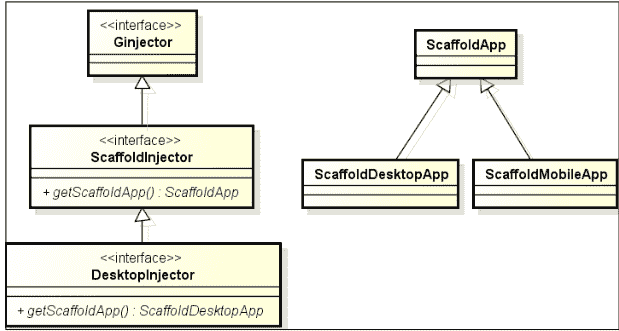 <<interface>>
Ginjector
<<interface>>
ScaffoldInjector
+ getScaffoldApp() : ScaffoldApp
<<interface>>
DesktopInjector
+ getScaffoldApp() : ScaffoldDesktopApp
ScaffoldApp
ScaffoldDesktopApp
ScaffoldMobileApp